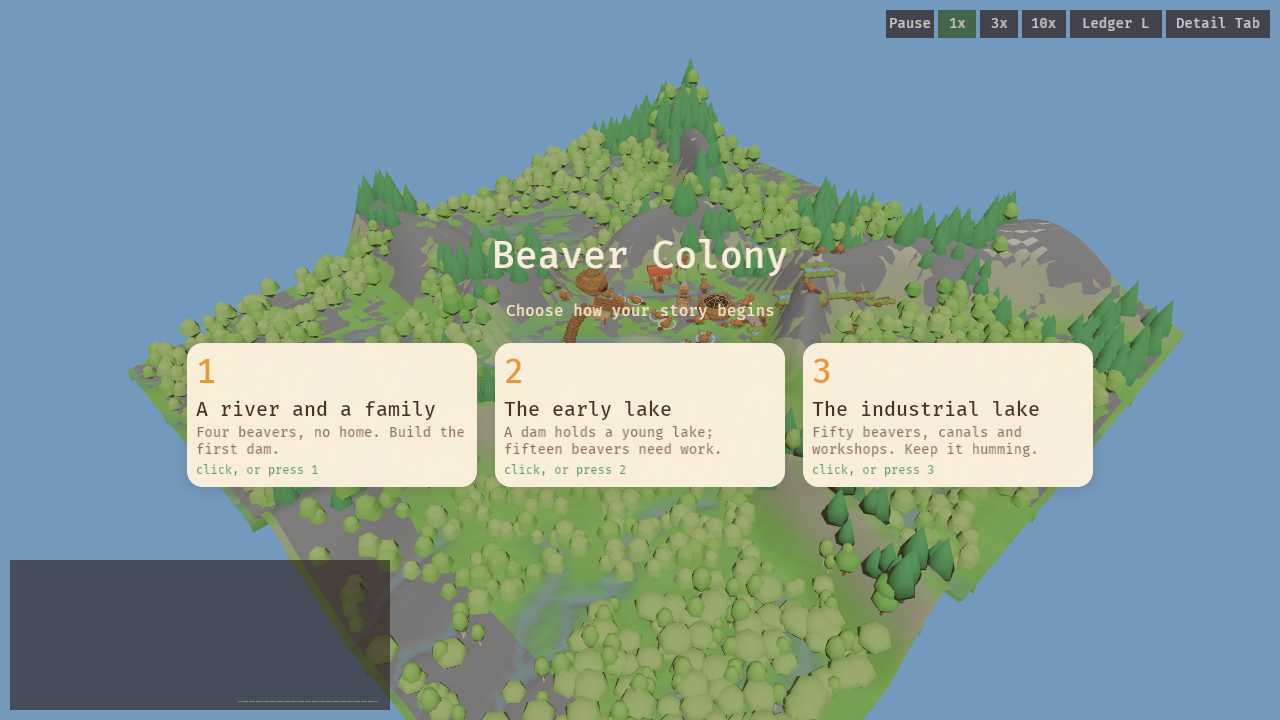 Pause 1x 3x 10x Ledger L Detail Tab
Beaver Colony
Choose how your story begins
1
A river and a family
Four beavers, no home. Build the
first dam.
click, or press 1
2
The early lake
A dam holds a young lake;
fifteen beavers need work.
click, or press 2
3
The industrial lake
Fifty beavers, canals and
workshops. Keep it humming.
click, or press 3